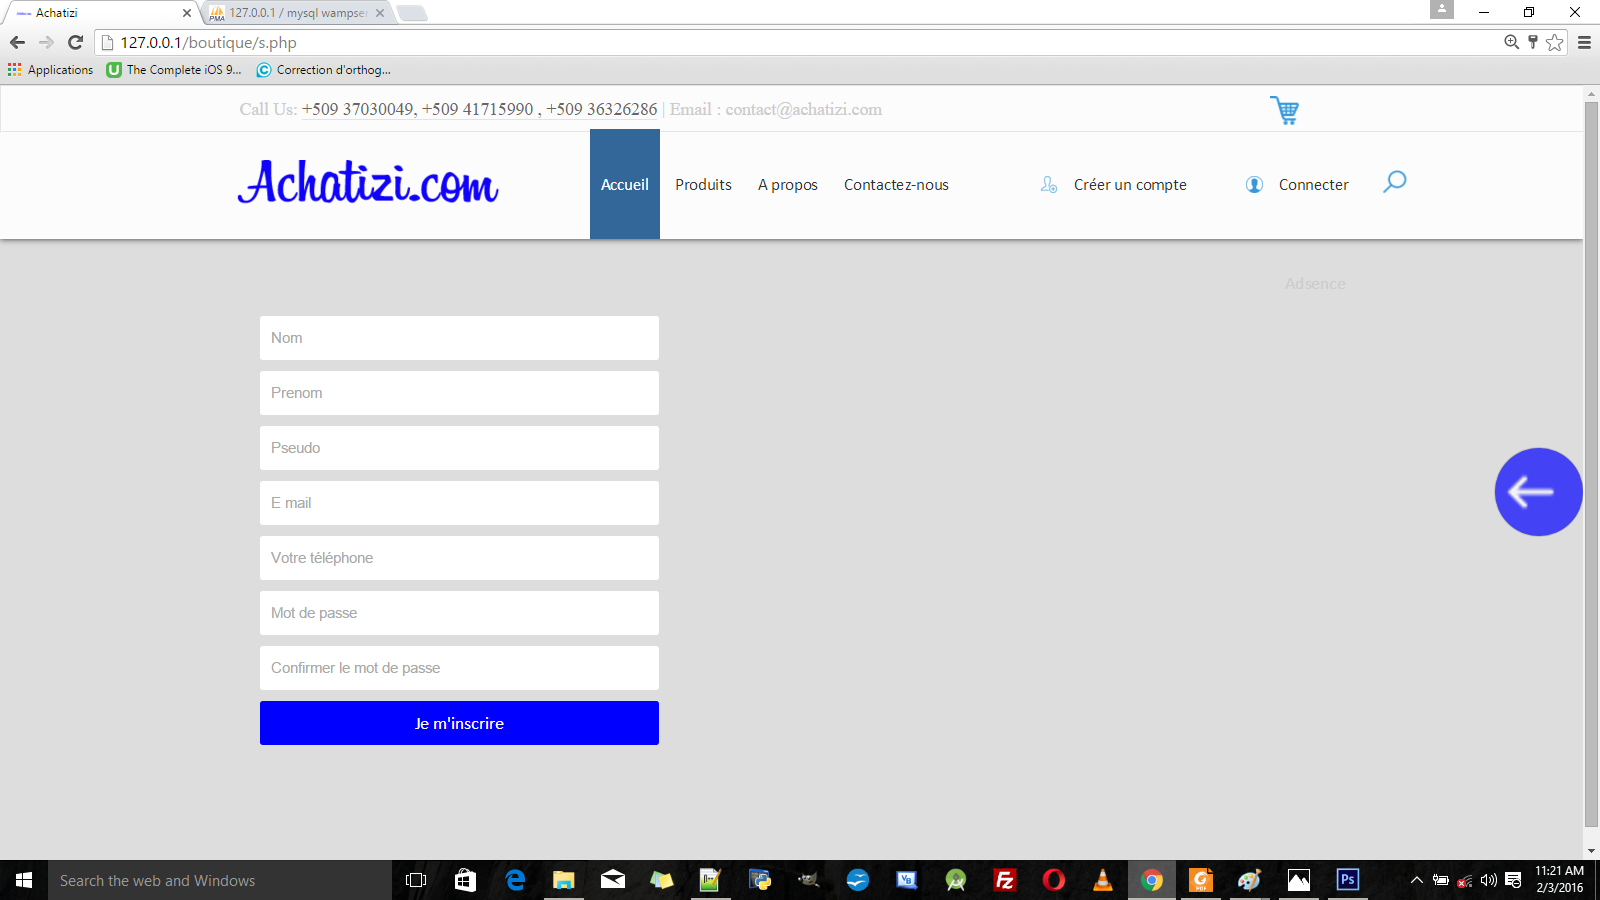 Achatizi
127.0.0.1 / mysql wampse
127.0.0.1/boutique/s.php
Applications
The Complete iOS 9...
Correction d'orthog...
Call Us: +509 37030049, +509 41715990 , +509 36326286 | Email : contact@achatizi.com
Achatizi.com
Accueil
Produits
A propos
Contactez-nous
Créer un compte
Connecter
Adsence
Nom
Prenom
Pseudo
E mail
Votre téléphone
Mot de passe
Confirmer le mot de passe
Je m'inscrire
Search the web and Windows
11:21 AM
2/3/2016